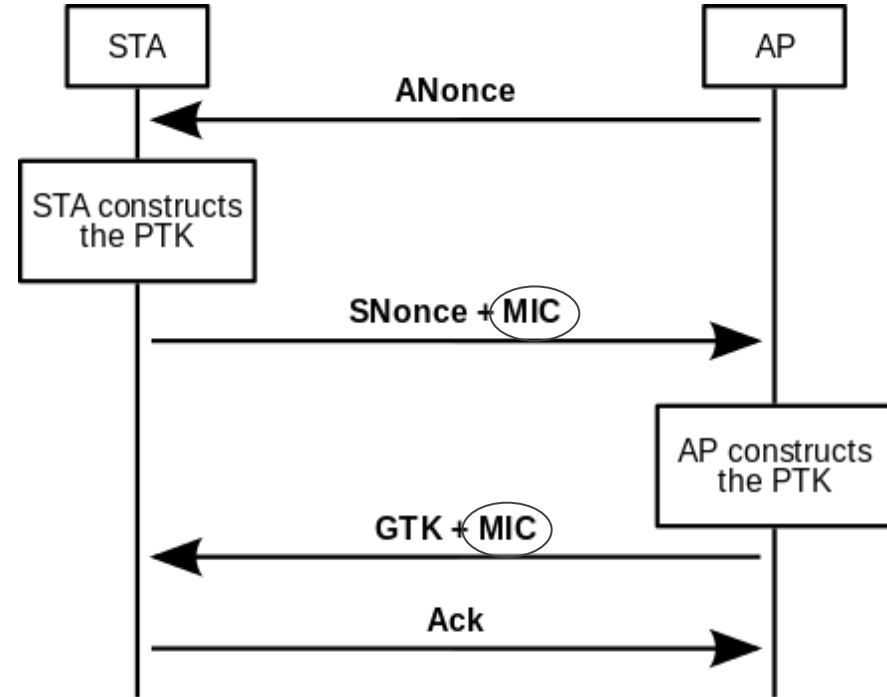 STA
AP
ANonce
STA constructs
the PTK
SNonce + MIC
AP constructs
the PTK
GTK + MIC
Ack